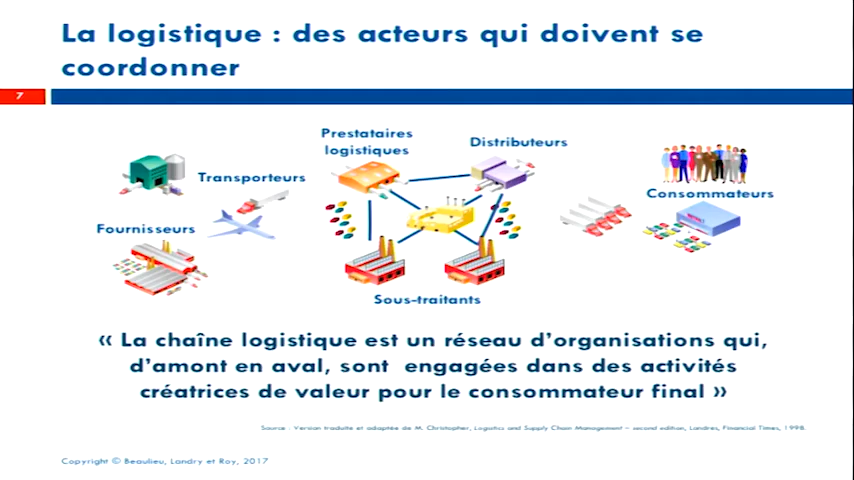 La logistique : des acteurs qui doivent se
coordonner
7
Prestataires
logistiques
Distributeurs
Transporteurs
Consommateurs
Fournisseurs
Sous-traitants
« La chaîne logistique est un réseau d'organisations qui,
d'amont en aval, sont engagées dans des activités
créatrices de valeur pour le consommateur final »
Source : Version traduite et adaptée de M. Christopher, Logistics and Supply Chain Management – second edition, Londres, Financial Times, 1998.
Copyright © Beaulieu, Landry et Roy, 2017